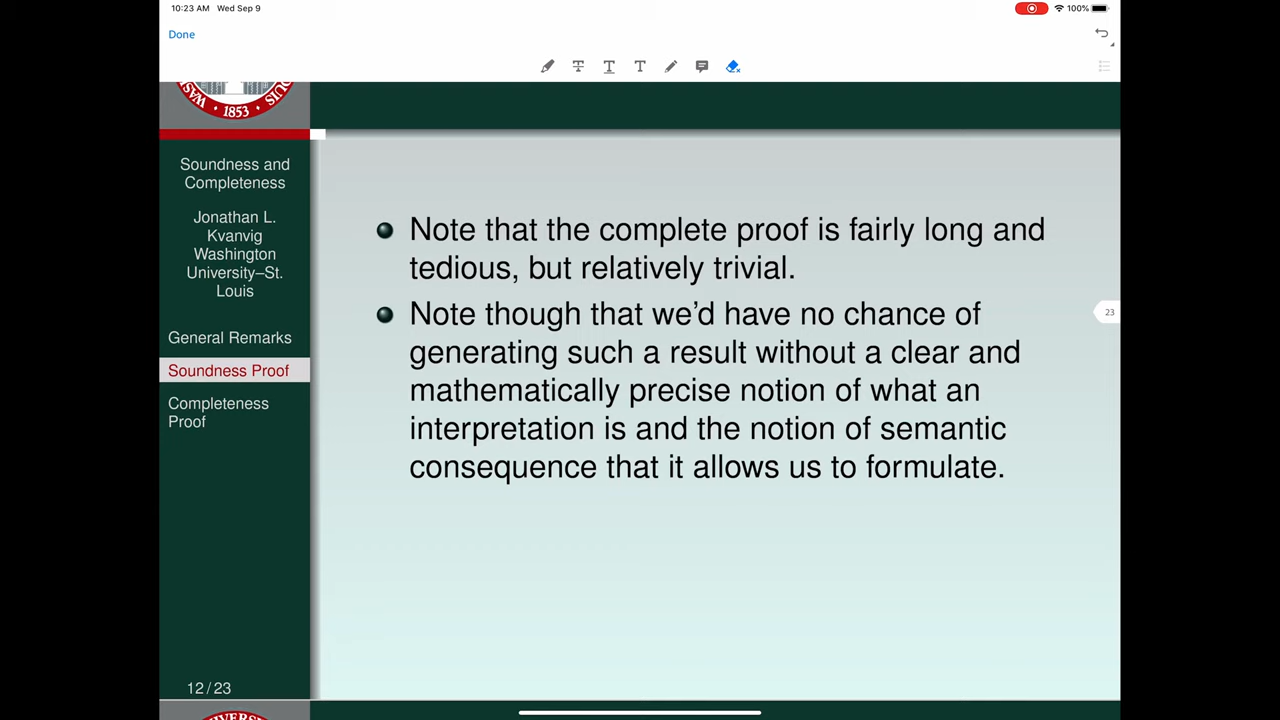 10:23 AM Wed Sep 9
100%
Done
1853
Soundness and
Completeness
Jonathan L.
Kvanvig
Washington
University–St.
Louis
General Remarks
Soundness Proof
Completeness
Proof
12 / 23
Note that the complete proof is fairly long and
tedious, but relatively trivial.
Note though that we’d have no chance of
generating such a result without a clear and
mathematically precise notion of what an
interpretation is and the notion of semantic
consequence that it allows us to formulate.
23